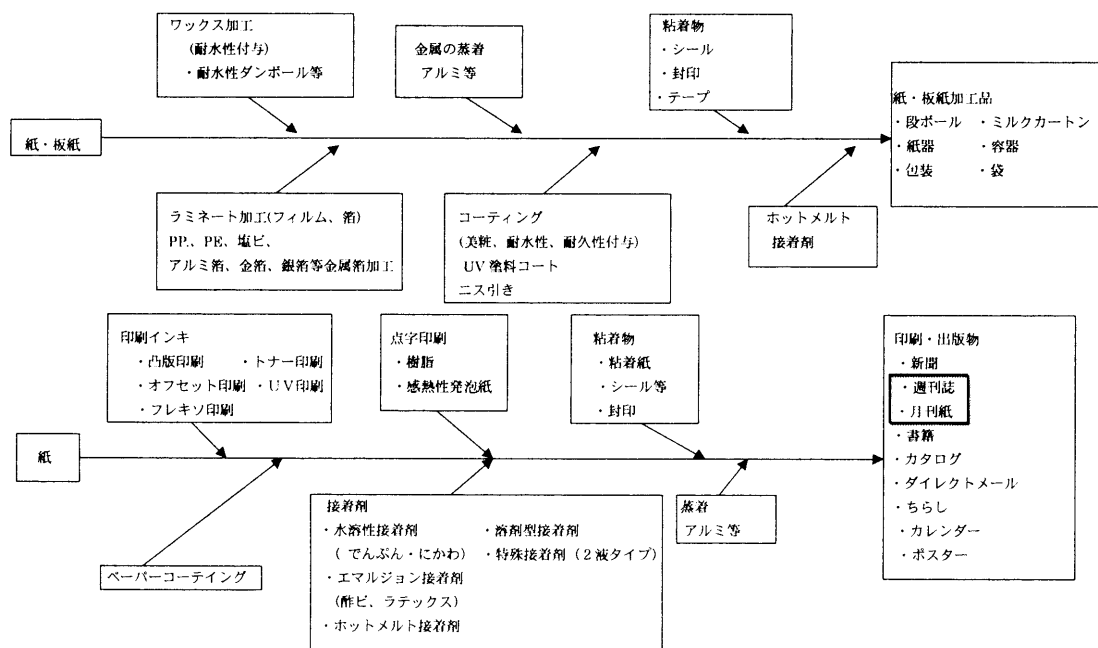 ワックス加工
(耐水性付与)
・耐水性ダンボール等
金属の蒸着
アルミ等
粘着物
・シール
・封印
・テープ
紙・板紙
紙・板紙加工品
・段ボール ・ミルクカートン
・紙器 ・容器
・包装 ・袋
ラミネート加工(フィルム、箔)
PP、PE、塩ビ、
アルミ箔、金箔、銀箔等金属箔加工
コーティング
(美粧、耐水性、耐久性付与)
UV塗料コート
ニス引き
ホットメルト
接着剤
印刷インキ
・凸版印刷 ・トナー印刷
・オフセット印刷 ・UV印刷
・フレキソ印刷
点字印刷
・樹脂
・感熱性発泡紙
粘着物
・粘着紙
・シール等
・封印
紙
印刷・出版物
・新聞
・週刊誌
・月刊紙
・書籍
・カタログ
・ダイレクトメール
・ちらし
・カレンダー
・ポスター
ペーパーコーテイング
接着剤
・水溶性接着剤 ・溶剤型接着剤
(でんぷん・にかわ) ・特殊接着剤(2液タイプ)
・エマルジョン接着剤
(酢ビ、ラテックス)
・ホットメルト接着剤
蒸着
アルミ等